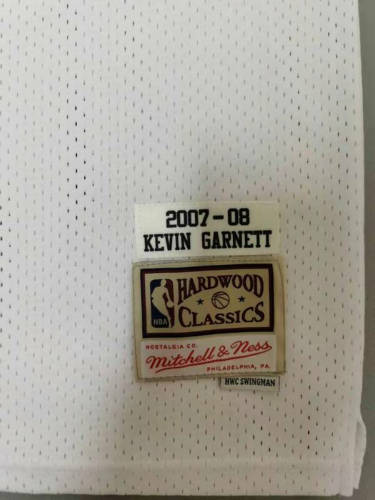 2007-08
KEVIN GARNETT
HARDWOOD
NBA
CLASSICS
NOSTALGIA CO.
Mitchell & Ness
PHILADELPHIA, PA.
HWC SWINGMAN